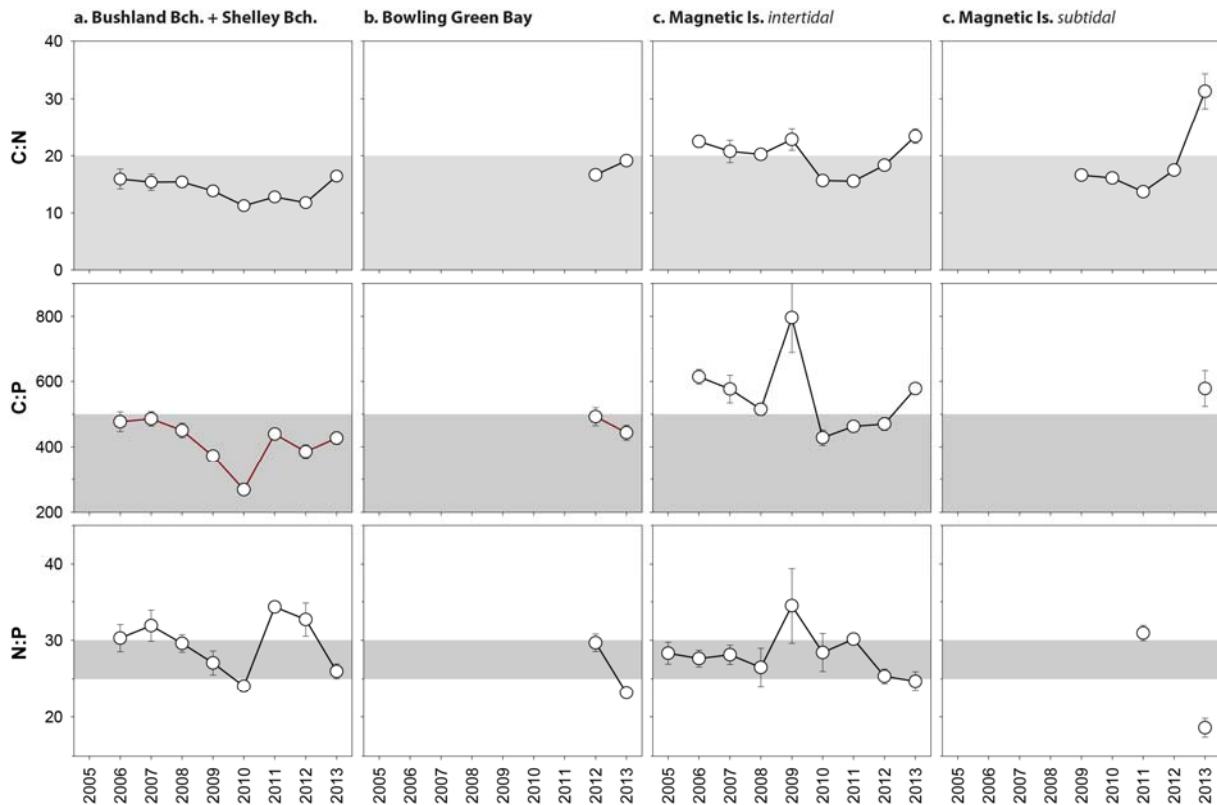 a. Bushland Bch. + Shelley Bch. b. Bowling Green Bay c. Magnetic Is. intertidal c. Magnetic Is. subtidal
C:N
40
30
20
10
0
C:P
800
600
400
200
N:P
40
30
20
2005 2006 2007 2008 2009 2010 2011 2012 2013 2005 2006 2007 2008 2009 2010 2011 2012 2013 2005 2006 2007 2008 2009 2010 2011 2012 2013 2005 2006 2007 2008 2009 2010 2011 2012 2013